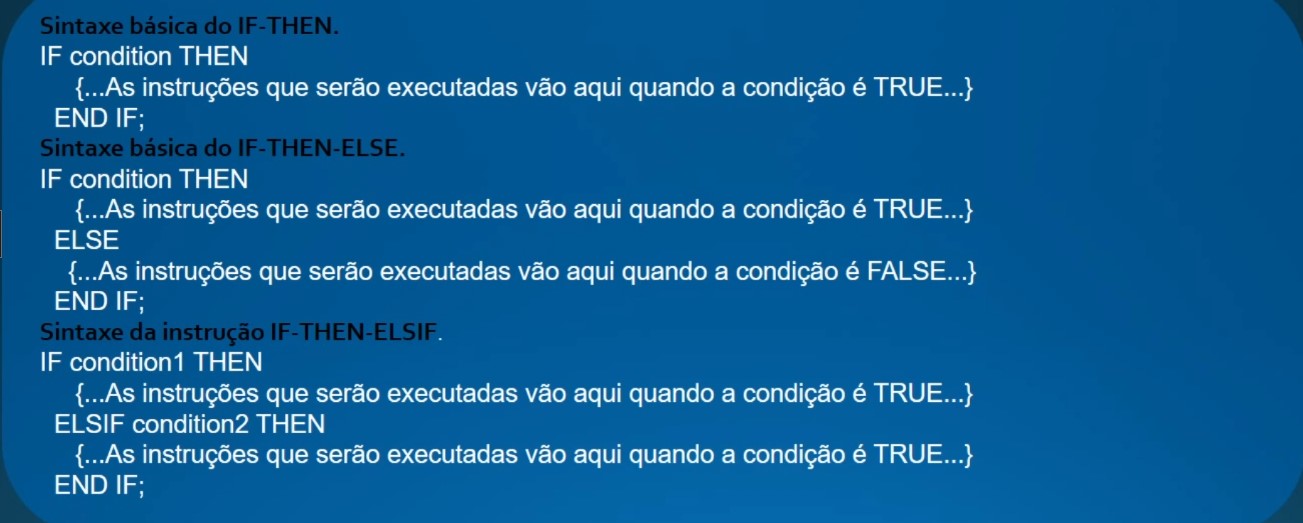 Sintaxe básica do IF-THEN.
IF condition THEN
{...As instruções que serão executadas vão aqui quando a condição é TRUE...}
END IF;
Sintaxe básica do IF-THEN-ELSE.
IF condition THEN
{...As instruções que serão executadas vão aqui quando a condição é TRUE...}
ELSE
{...As instruções que serão executadas vão aqui quando a condição é FALSE...}
END IF;
Sintaxe da instrução IF-THEN-ELSIF.
IF condition1 THEN
{...As instruções que serão executadas vão aqui quando a condição é TRUE...}
ELSIF condition2 THEN
{...As instruções que serão executadas vão aqui quando a condição é TRUE...}
END IF;